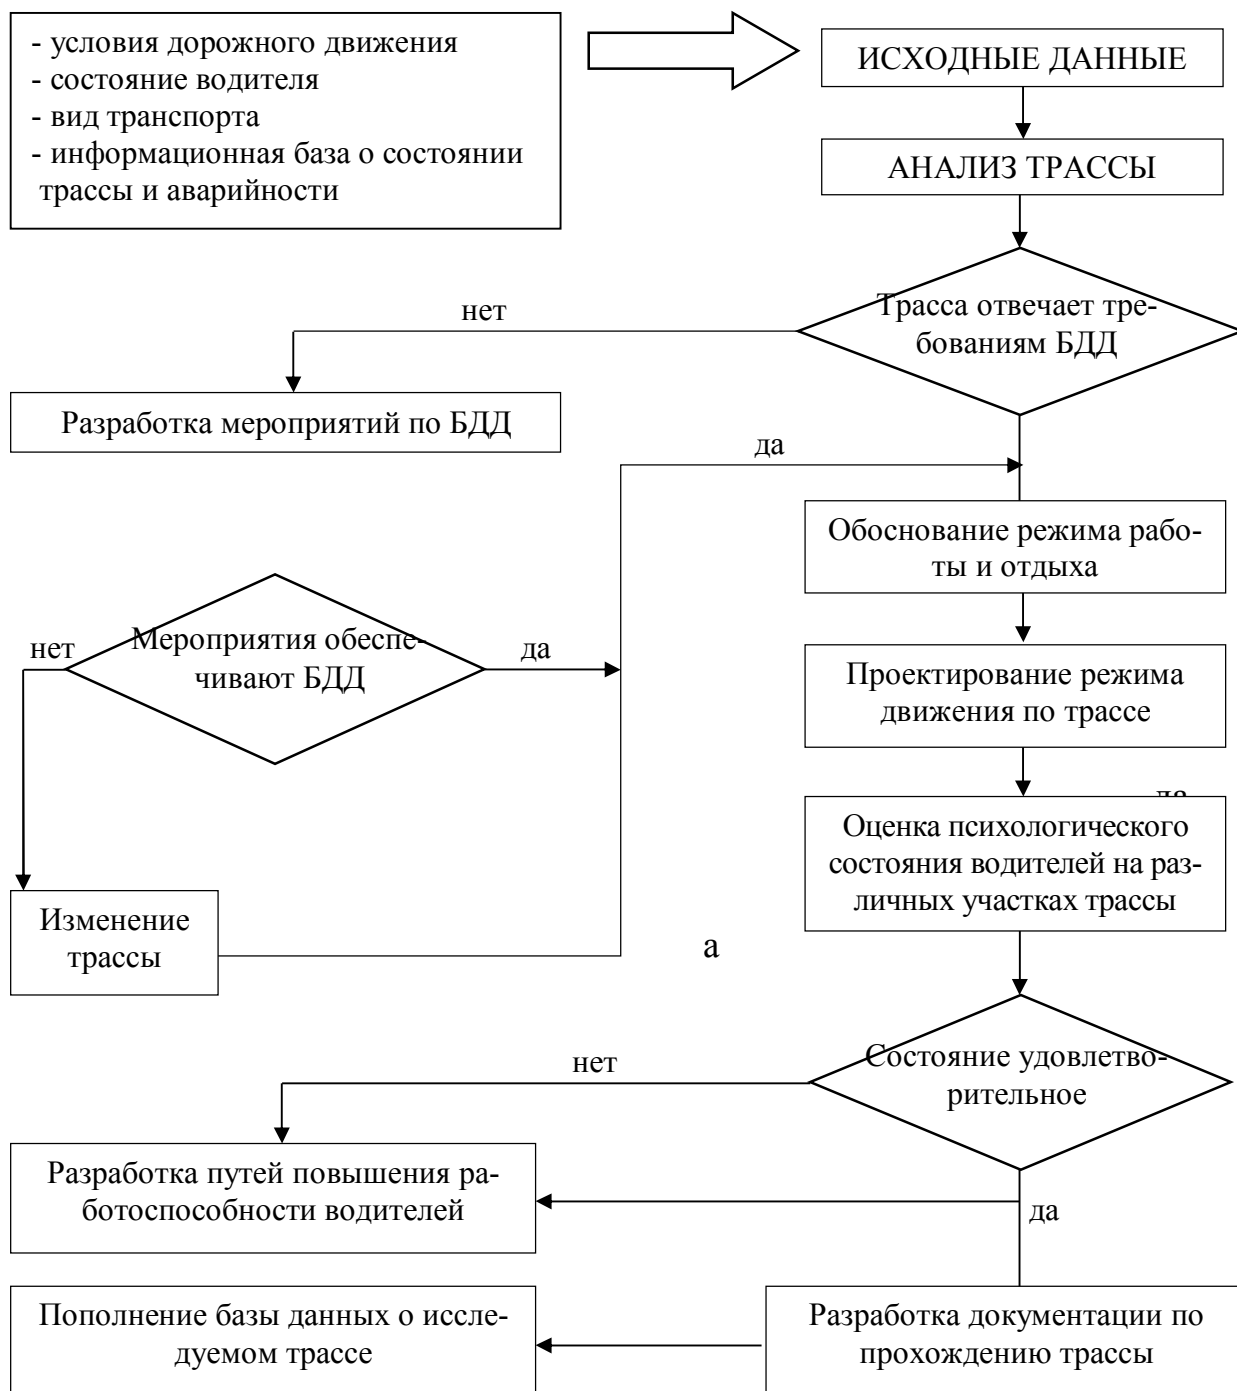 - условия дорожного движения
- состояние водителя
- вид транспорта
- информационная база о состоянии
трассы и аварийности
ИСХОДНЫЕ ДАННЫЕ
АНАЛИЗ ТРАССЫ
Трасса отвечает тре-
бованиям БДД
нет
Разработка мероприятий по БДД
да
Обоснование режима рабо-
ты и отдыха
Мероприятия обеспе-
чивают БДД
нет
да
Проектирование режима
движения по трассе
Оценка психологического
состояния водителей на раз-
личных участках трассы
Изменение
трассы
а
Состояние удовлетво-
рительное
нет
Разработка путей повышения ра-
ботоспособности водителей
да
Пополнение базы данных о иссле-
дуемом трассе
Разработка документации по
прохождению трассы